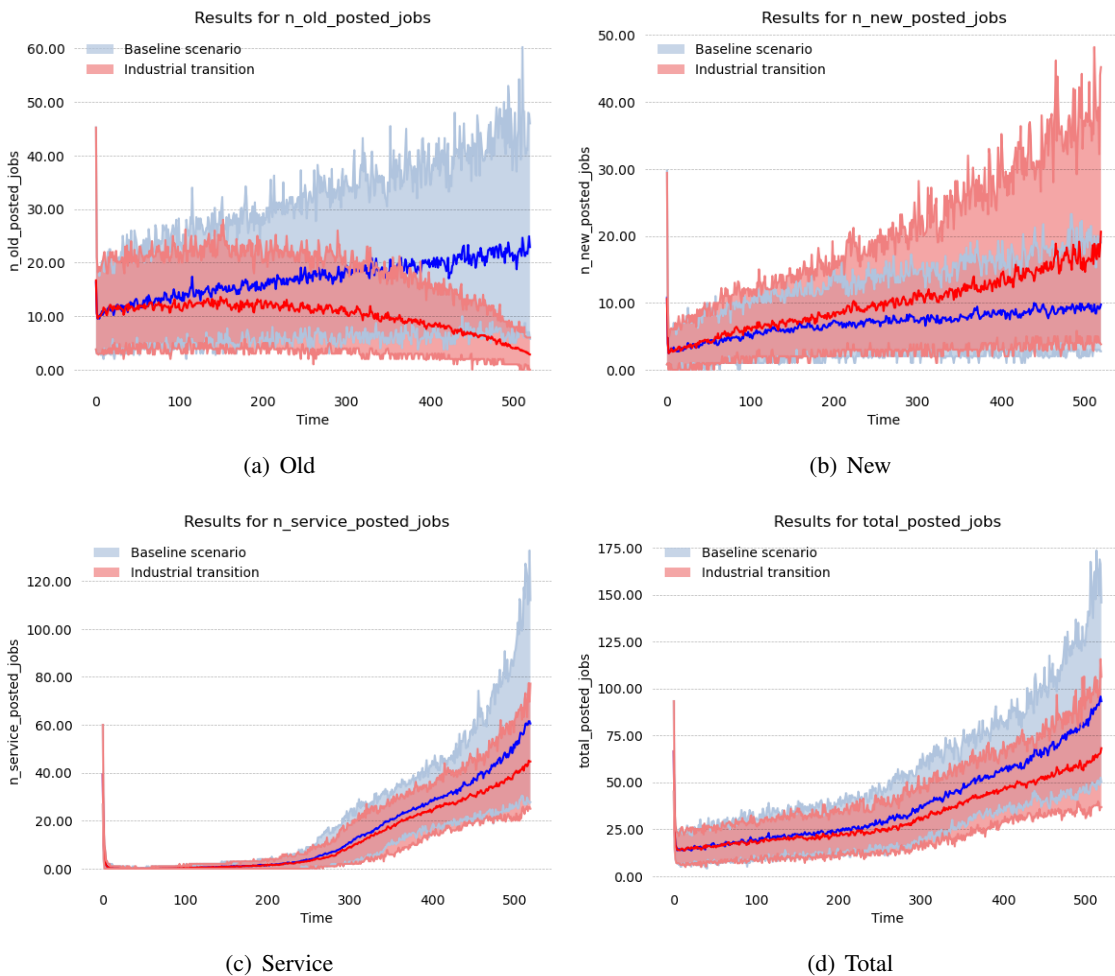 Results for n_old_posted_jobs
Baseline scenario
Industrial transition
60.00
50.00
40.00
30.00
20.00
10.00
0.00
n_old_posted_jobs
0 100 200 300 400 500
Time
(a) Old
Results for n_new_posted_jobs
Baseline scenario
Industrial transition
50.00
40.00
30.00
20.00
10.00
0.00
n_new_posted_jobs
0 100 200 300 400 500
Time
(b) New
Results for n_service_posted_jobs
Baseline scenario
Industrial transition
120.00
100.00
80.00
60.00
40.00
20.00
0.00
n_service_posted_jobs
0 100 200 300 400 500
Time
(c) Service
Results for total_posted_jobs
Baseline scenario
Industrial transition
175.00
150.00
125.00
100.00
75.00
50.00
25.00
0.00
total_posted_jobs
0 100 200 300 400 500
Time
(d) Total